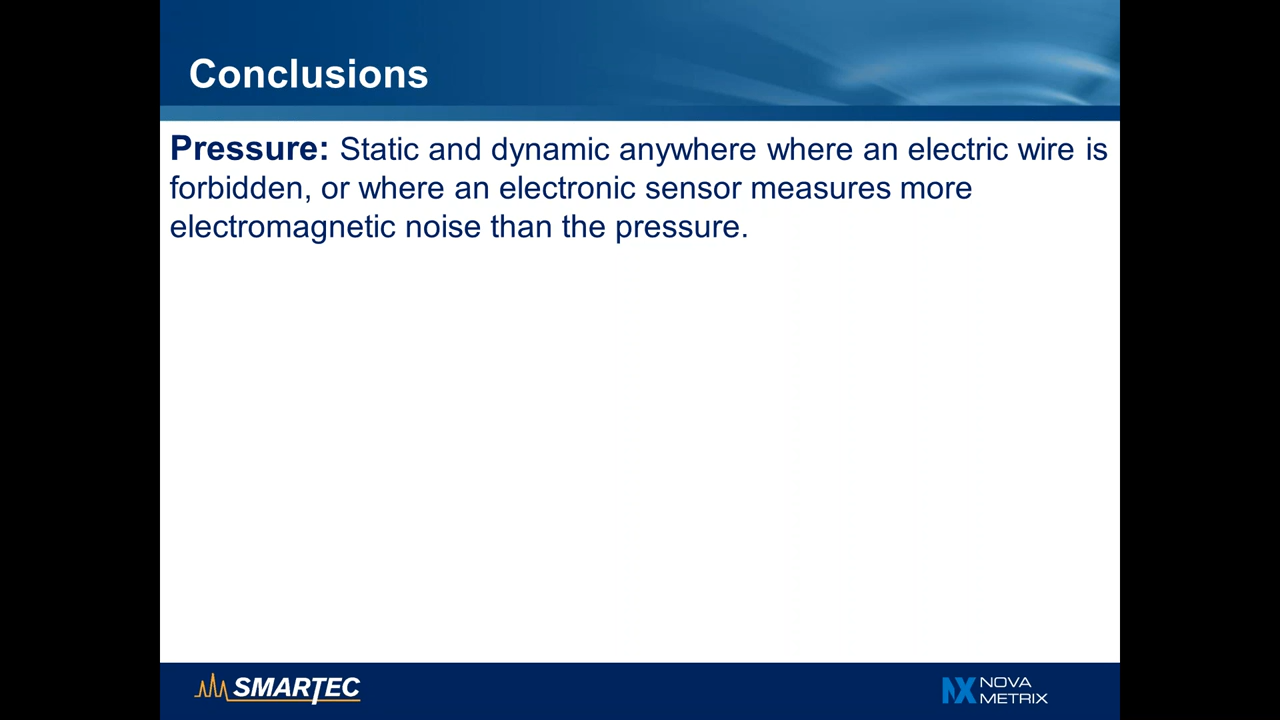 Conclusions
Pressure: Static and dynamic anywhere where an electric wire is
forbidden, or where an electronic sensor measures more
electromagnetic noise than the pressure.
SMARTEC
NX NOVA
METRIX